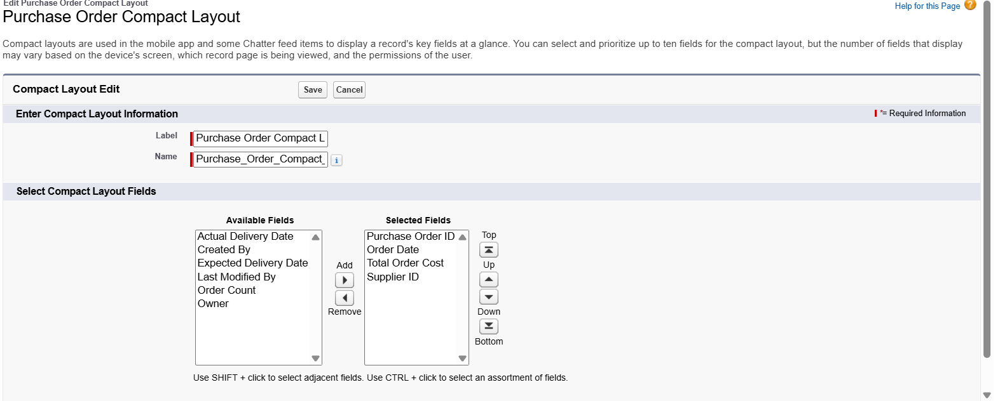 Edit Purchase Order Compact Layout
Purchase Order Compact Layout
Help for this Page
?
Compact layouts are used in the mobile app and some Chatter feed items to display a record's key fields at a glance. You can select and prioritize up to ten fields for the compact layout, but the number of fields that display
may vary based on the device's screen, which record page is being viewed, and the permissions of the user.
Compact Layout Edit
Save
Cancel
Enter Compact Layout Information
*= Required Information
Label
Purchase Order Compact L
Name
Purchase_Order_Compact_
i
Select Compact Layout Fields
Available Fields
Actual Delivery Date
Created By
Expected Delivery Date
Last Modified By
Order Count
Owner
Add
Remove
Selected Fields
Purchase Order ID
Order Date
Total Order Cost
Supplier ID
Top
Up
Down
Bottom
Use SHIFT + click to select adjacent fields. Use CTRL + click to select an assortment of fields.